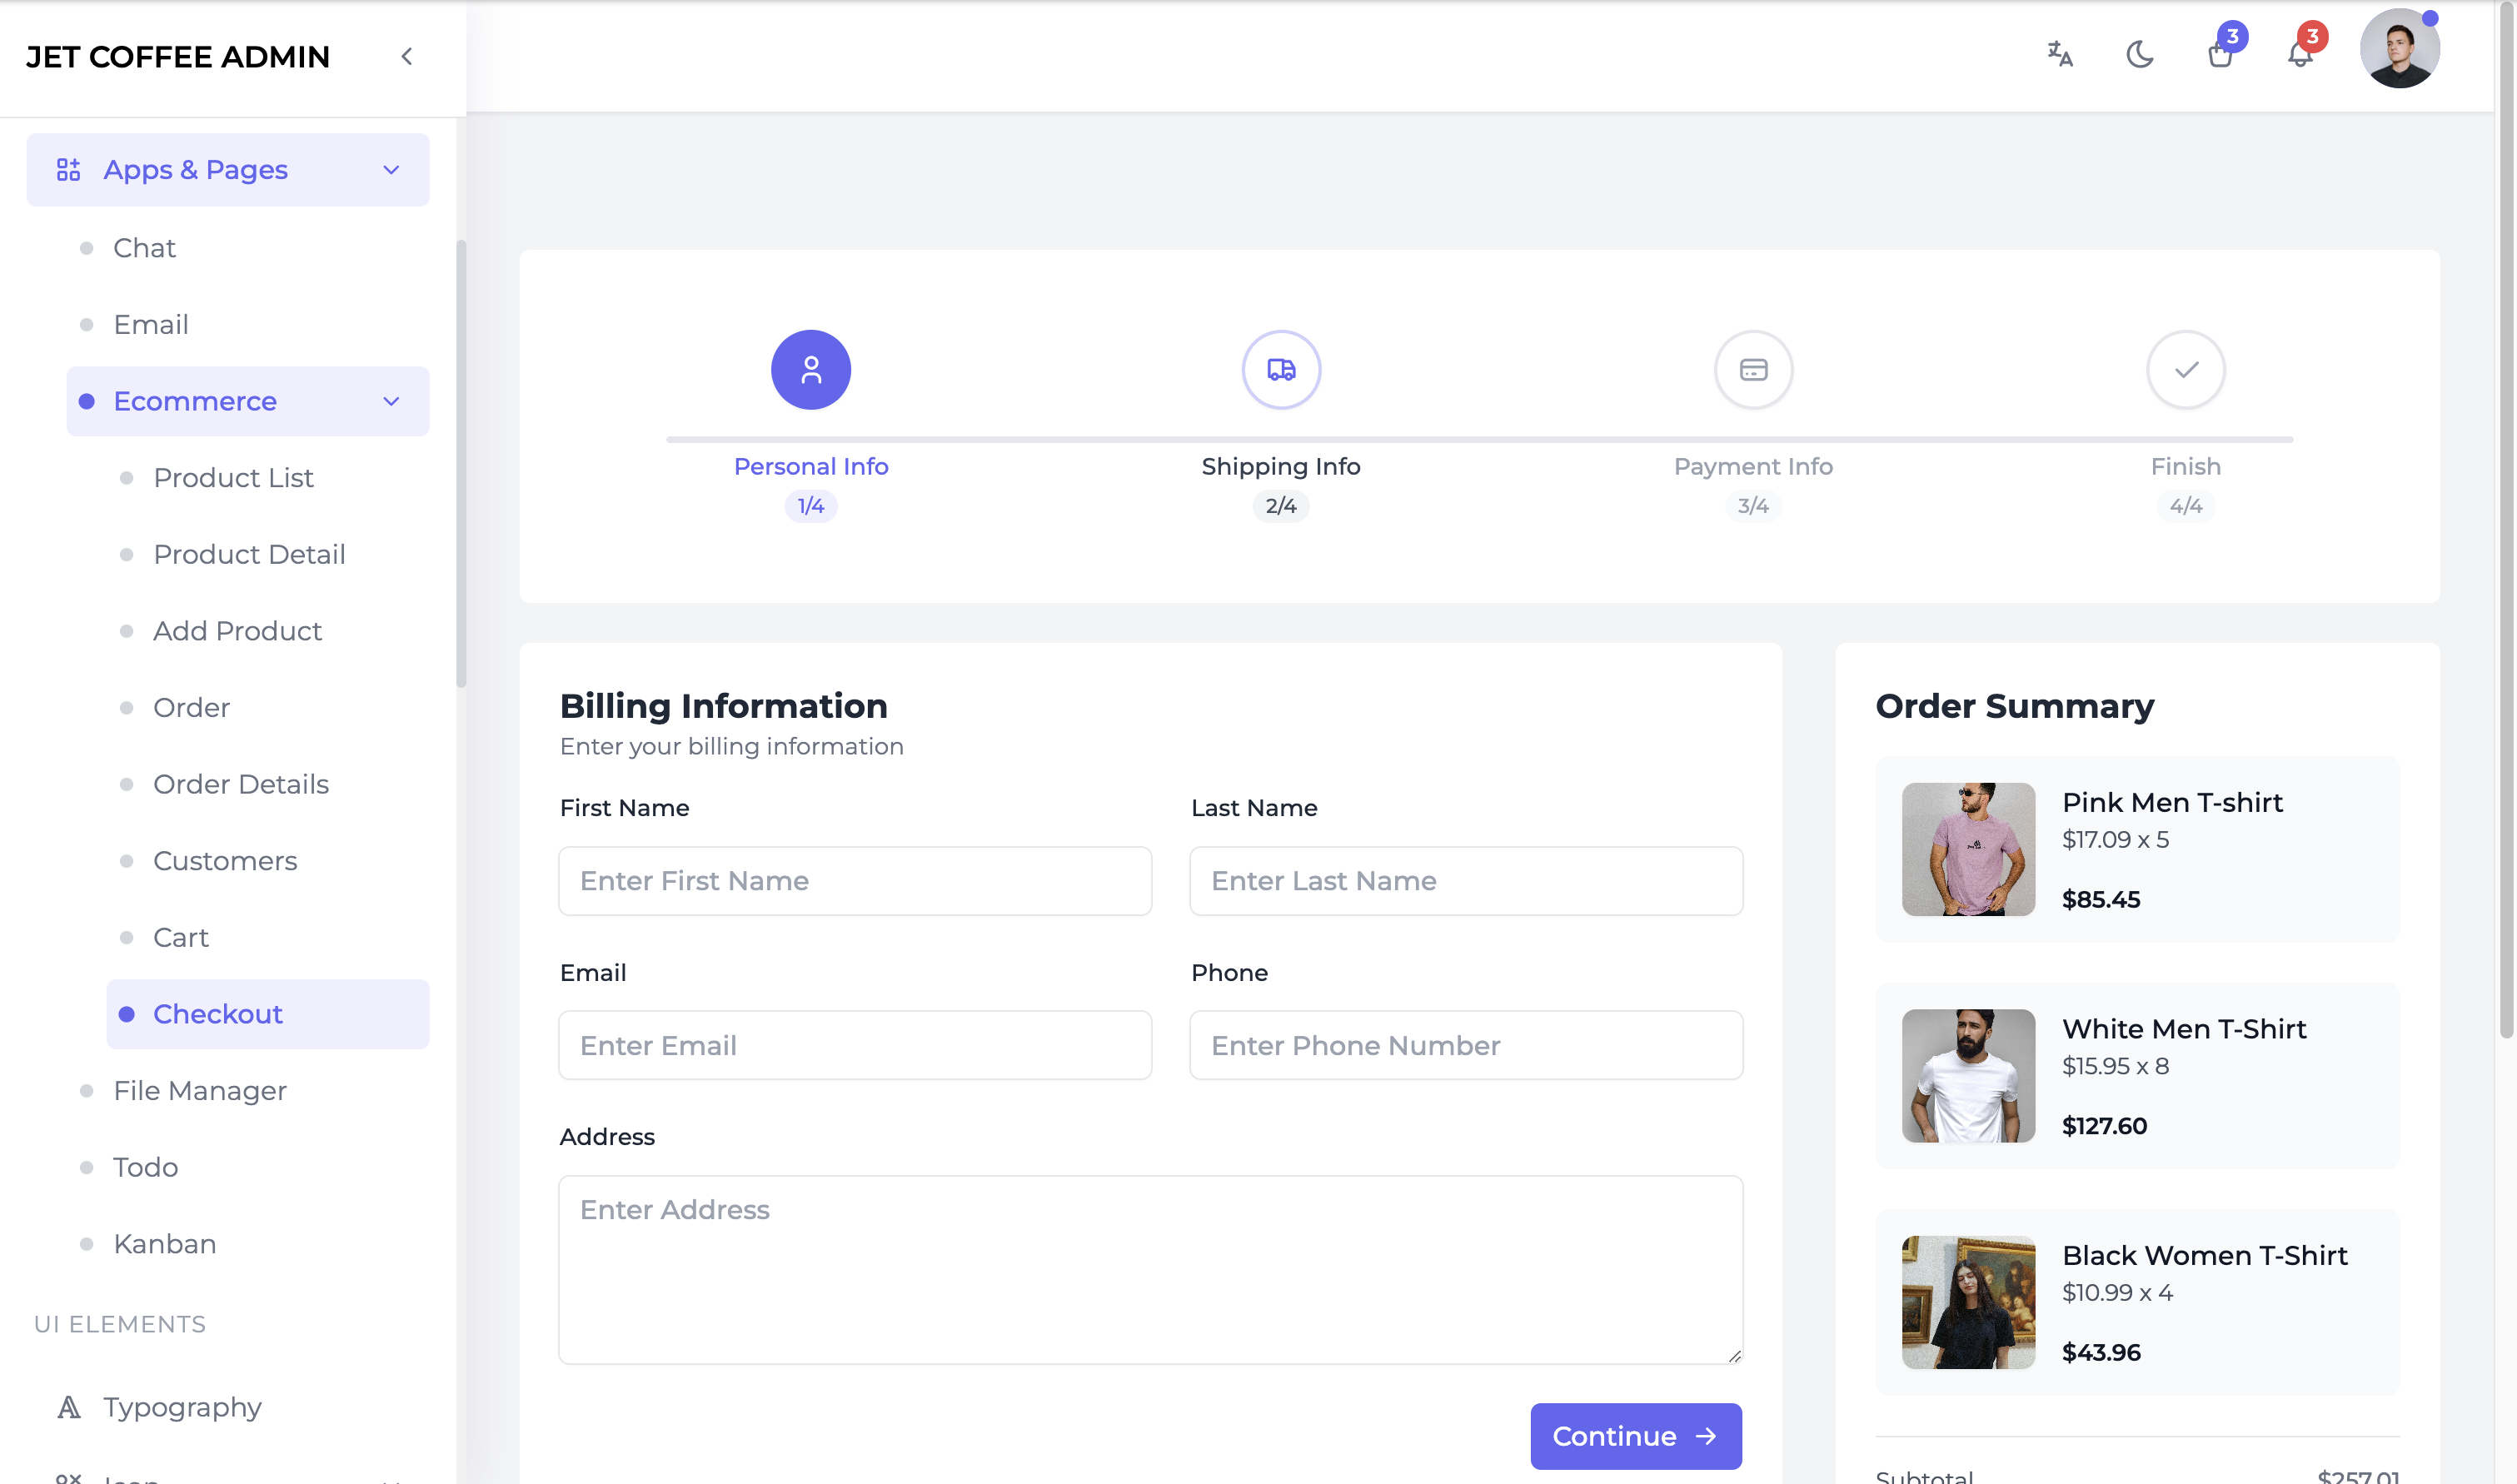 JET COFFEE ADMIN
3
3
Apps & Pages
Chat
Email
Ecommerce
Product List
Product Detail
Add Product
Order
Order Details
Customers
Cart
Checkout
File Manager
Todo
Kanban
UI ELEMENTS
Typography
Icon
Personal Info
1/4
Shipping Info
2/4
Payment Info
3/4
Finish
4/4
Billing Information
Enter your billing information
First Name
Enter First Name
Last Name
Enter Last Name
Email
Enter Email
Phone
Enter Phone Number
Address
Enter Address
Continue
Order Summary
Pink Men T-shirt
$17.09 x 5
$85.45
White Men T-Shirt
$15.95 x 8
$127.60
Black Women T-Shirt
$10.99 x 4
$43.96
Subtotal
$257.01